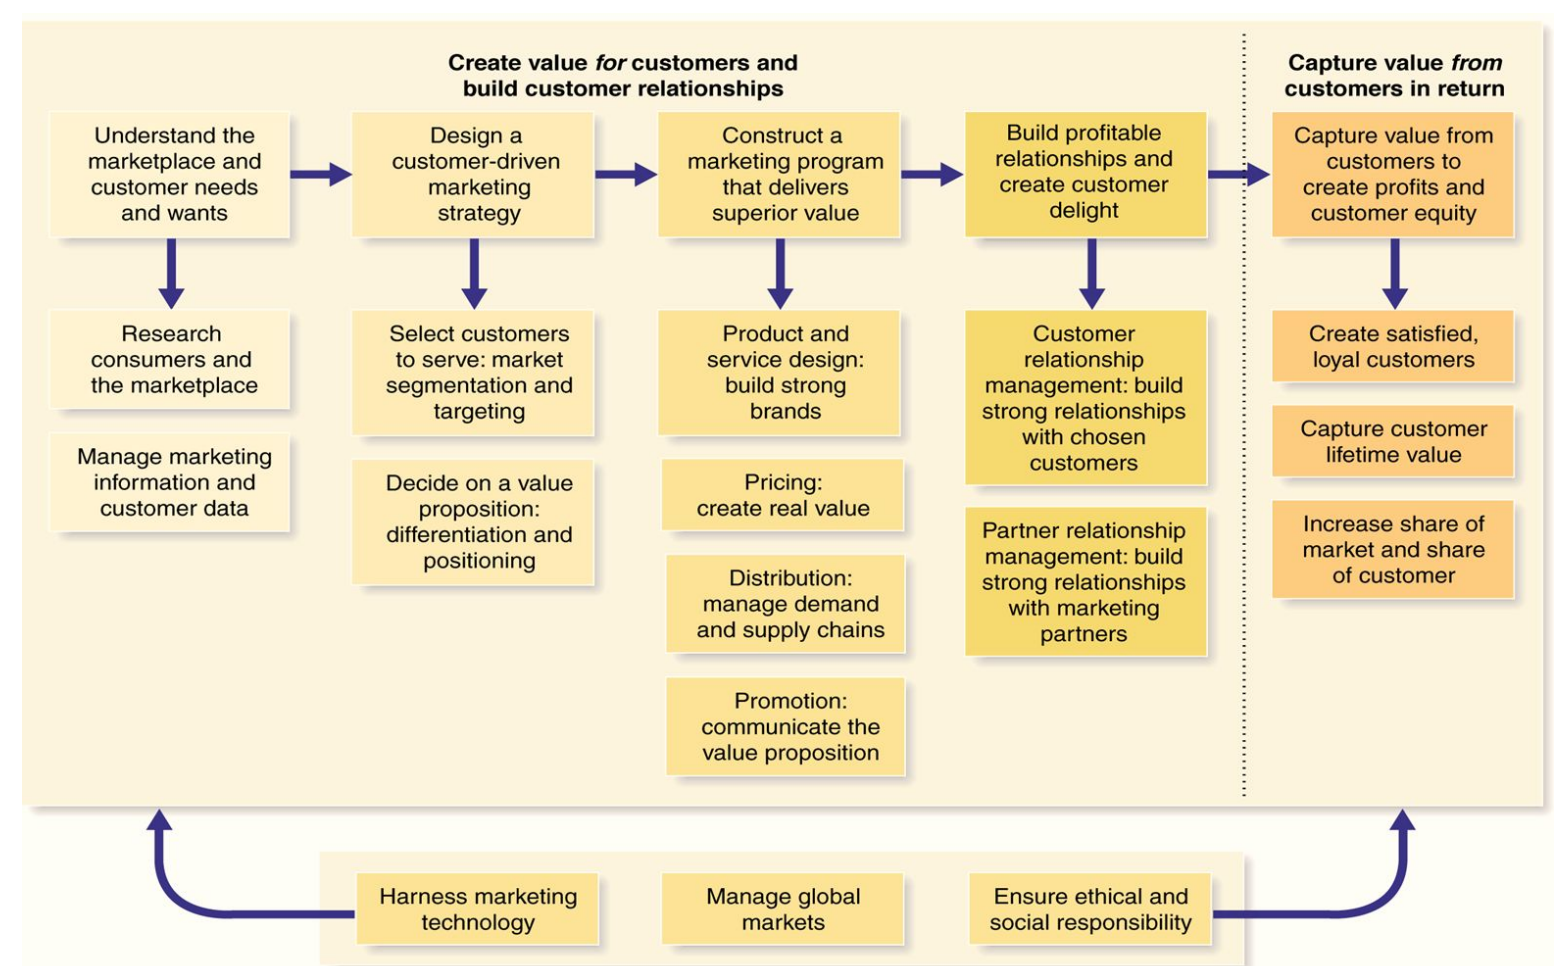 Create value for customers and
build customer relationships
Capture value from
customers in return
Understand the
marketplace and
customer needs
and wants
Design a
customer-driven
marketing
strategy
Construct a
marketing program
that delivers
superior value
Build profitable
relationships and
create customer
delight
Capture value from
customers to
create profits and
customer equity
Research
consumers and
the marketplace
Manage marketing
information and
customer data
Select customers
to serve: market
segmentation and
targeting
Decide on a value
proposition:
differentiation and
positioning
Product and
service design:
build strong
brands
Pricing:
create real value
Distribution:
manage demand
and supply chains
Promotion:
communicate the
value proposition
Customer
relationship
management: build
strong relationships
with chosen
customers
Partner relationship
management: build
strong relationships
with marketing
partners
Create satisfied,
loyal customers
Capture customer
lifetime value
Increase share of
market and share
of customer
Harness marketing
technology
Manage global
markets
Ensure ethical and
social responsibility